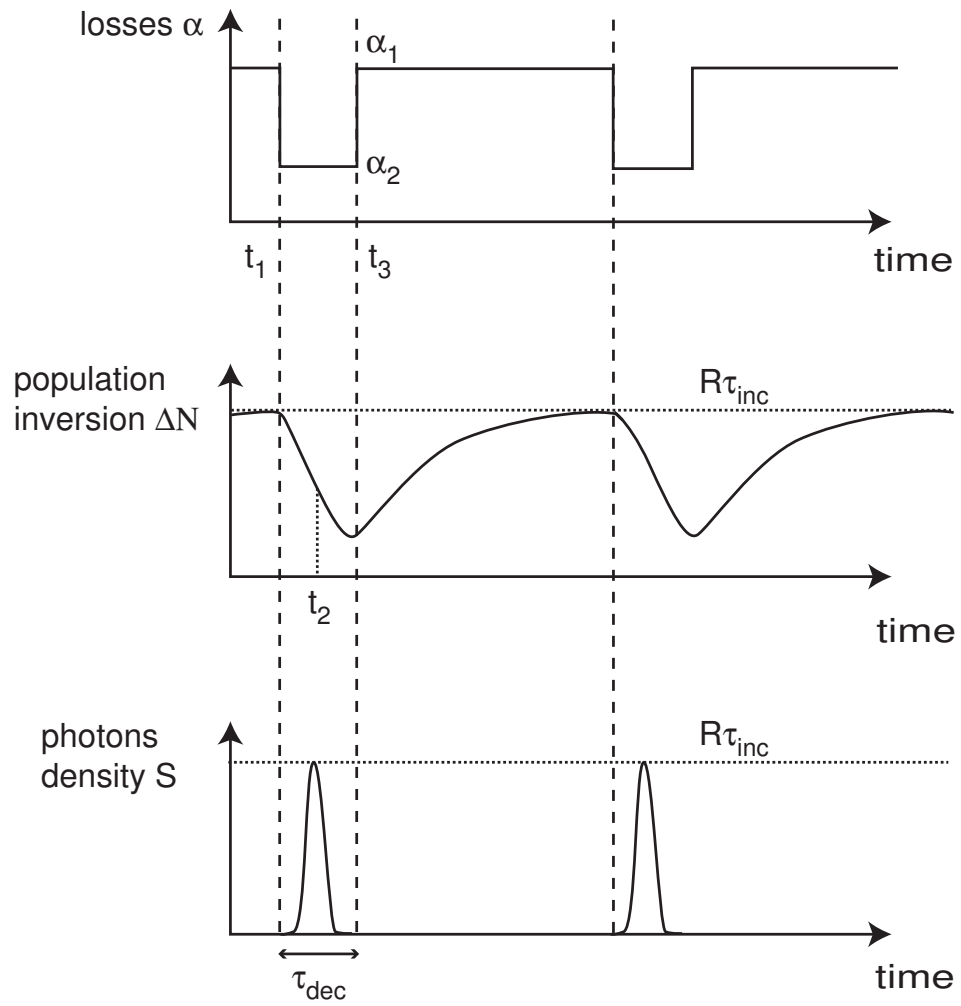 losses α
α₁
α₂
t₁
t₃
time
population
inversion ΔN
Rτinc
t₂
time
photons
density S
Rτinc
τdec
time